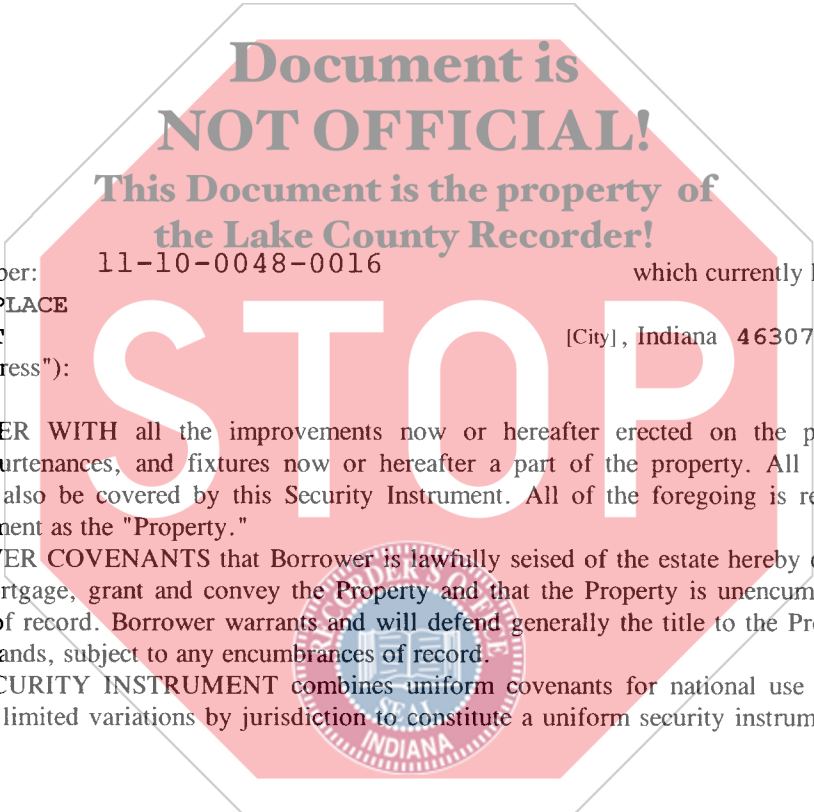 Document is
NOT OFFICIAL!
This Document is the property of
the Lake County Recorder!
ber: 11-10-0048-0016 which currently
PLACE
[City], Indiana 46307
ress"):
STOP
ER WITH all the improvements now or hereafter erected on the p
urtenances, and fixtures now or hereafter a part of the property. All
also be covered by this Security Instrument. All of the foregoing is re
nent as the "Property."
VER COVENANTS that Borrower is lawfully seised of the estate hereby
rtgage, grant and convey the Property and that the Property is unencum
of record. Borrower warrants and will defend generally the title to the Pro
ands, subject to any encumbrances of record.
CURITY INSTRUMENT combines uniform covenants for national use
limited variations by jurisdiction to constitute a uniform security instrum
RECORDER'S OFFICE
SEAL
INDIANA